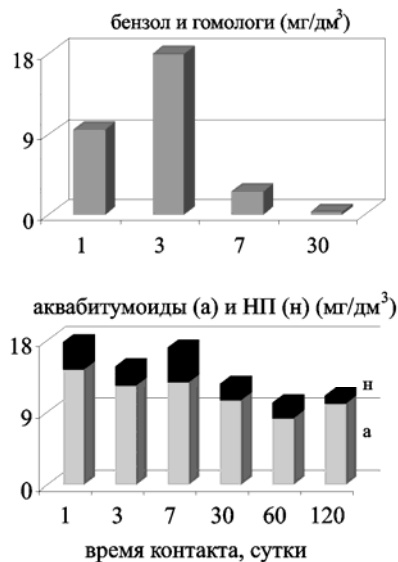 бензол и гомологи (мг/дм³)
18
9
0
1 3 7 30
аквабитумоиды (а) и НП (н) (мг/дм³)
18
н
9
а
0
1 3 7 30 60 120
время контакта, сутки